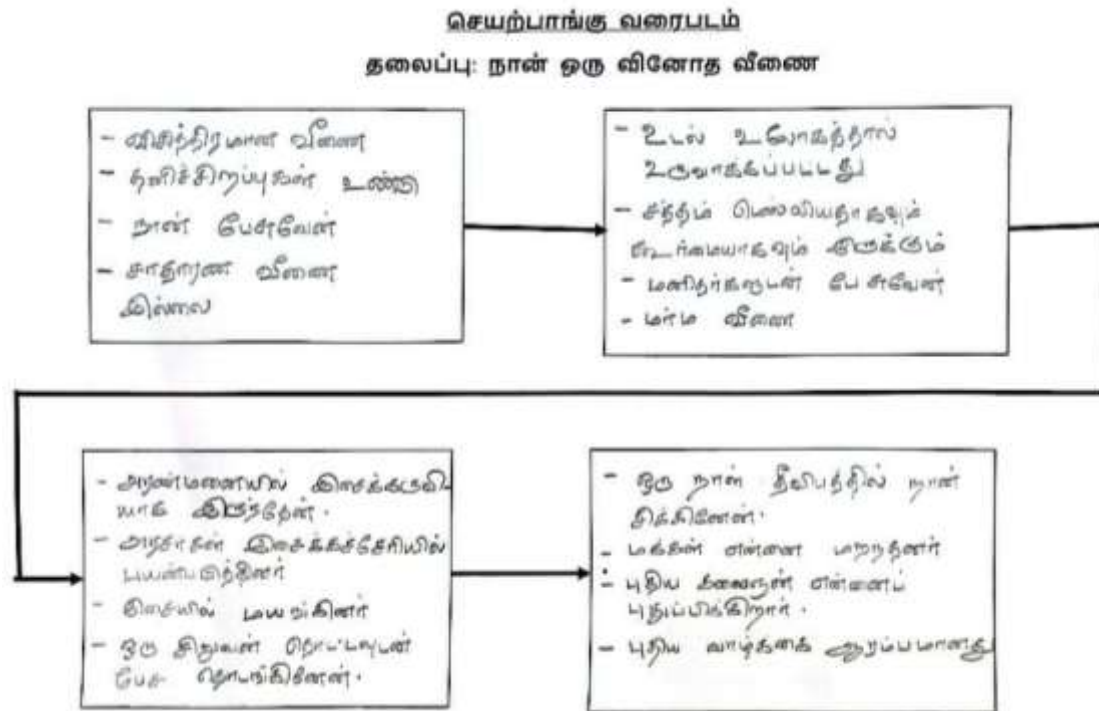 செயற்பாங்கு வரைபடம்
தலைப்பு: நான் ஒரு வினோத வீணை
- விசித்திரமான வீணை
- தனிச்சிறப்புகள் உண்டு
- நான் பேசுவேன்
- சாதாரண வீணை
இல்லை
- உடல் உலோகத்தால்
உருவாக்கப்பட்டது
- சத்தம் மெல்லியதாகவும்
கூர்மையாகவும் இருக்கும்
- மனிதர்களுடன் பேசுவேன்
- மர்ம வீணை
- அரண்மனையில் இசைக்கருவி
யாக இருந்தேன்.
- அரசர்கள் இசைக்கச்சேரியில்
பயன்படுத்தினர்
- இசையில் மயங்கினர்
- ஒரு சிறுவன் தொட்டவுடன்
பேச தொடங்கினேன்.
- ஒரு நாள் தீவிபத்தில் நான்
சிக்கினேன்.
- மக்கள் என்னை மறந்தனர்
- புதிய கலைஞன் என்னைப்
புதுப்பிக்கிறார்.
- புதிய வாழ்க்கை ஆரம்பமானது